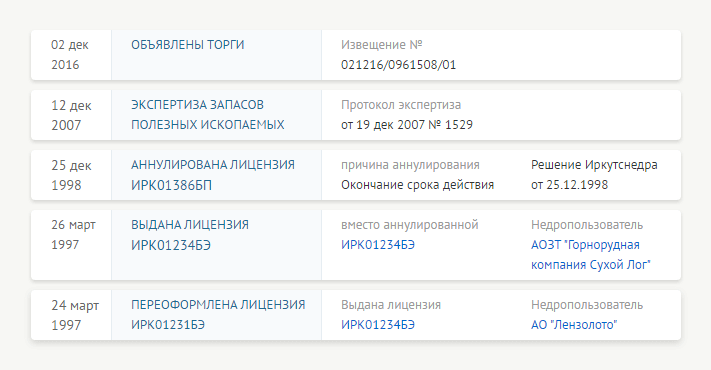 02 дек
2016
ОБЪЯВЛЕНЫ ТОРГИ
Извещение №
021216/0961508/01
12 дек
2007
ЭКСПЕРТИЗА ЗАПАСОВ
ПОЛЕЗНЫХ ИСКОПАЕМЫХ
Протокол экспертиза
от 19 дек 2007 № 1529
25 дек
1998
АННУЛИРОВАНА ЛИЦЕНЗИЯ
ИРК01386БП
причина аннулирования
Окончание срока действия
Решение Иркутснедра
от 25.12.1998
26 март
1997
ВЫДАНА ЛИЦЕНЗИЯ
ИРК01234БЭ
вместо аннулированной
ИРК01234БЭ
Недропользователь
АОЗТ "Горнорудная
компания Сухой Лог"
24 март
1997
ПЕРЕОФОРМЛЕНА ЛИЦЕНЗИЯ
ИРК01231БЭ
Выдана лицензия
ИРК01234БЭ
Недропользователь
АО "Лензолото"